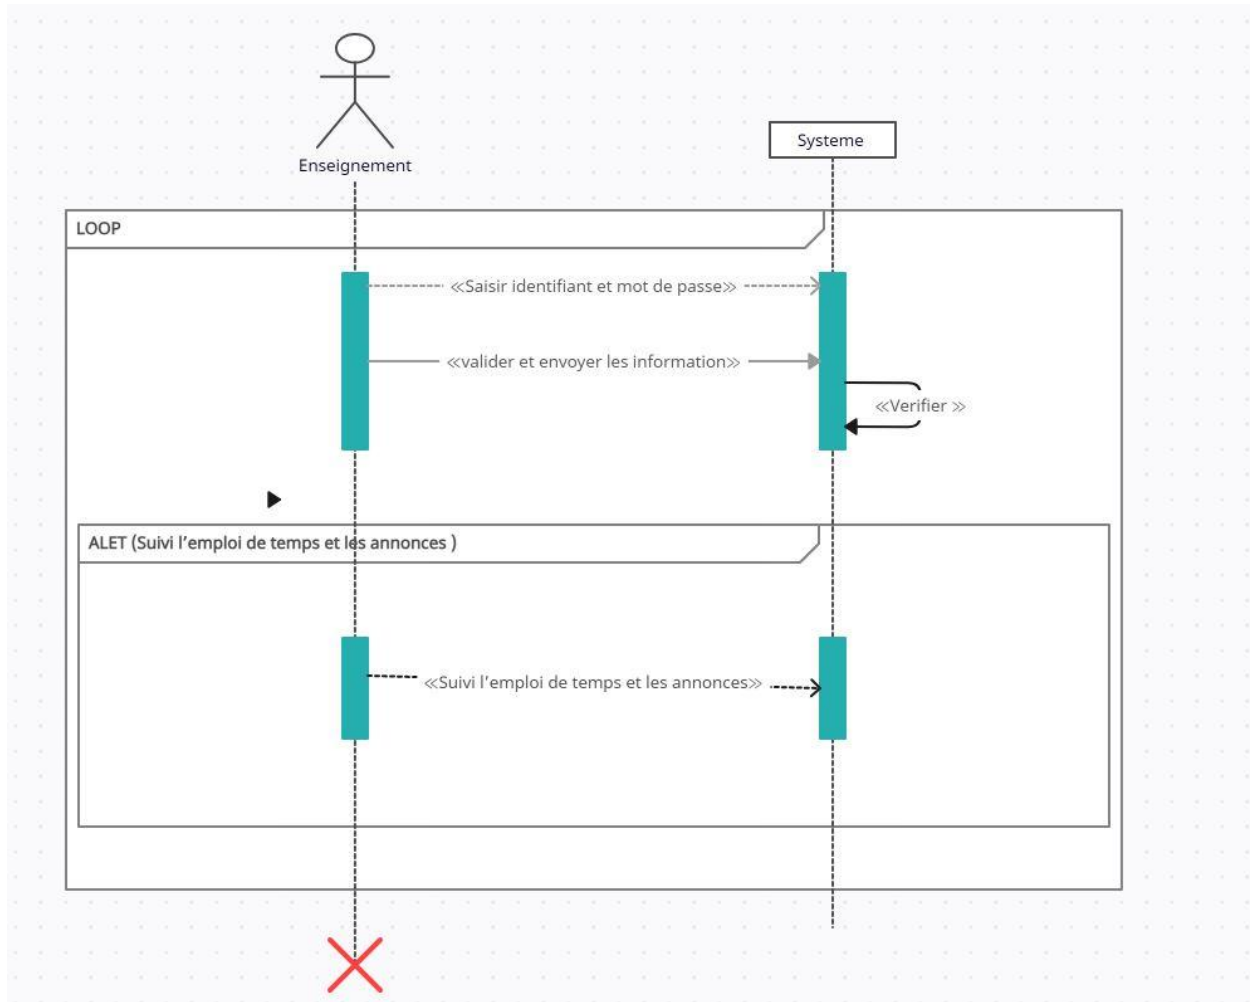 Systeme
Enseignement
LOOP
≪Saisir identifiant et mot de passe≫
≪valider et envoyer les information≫
≪Verifier ≫
ALET (Suivi l’emploi de temps et les annonces )
≪Suivi l’emploi de temps et les annonces≫